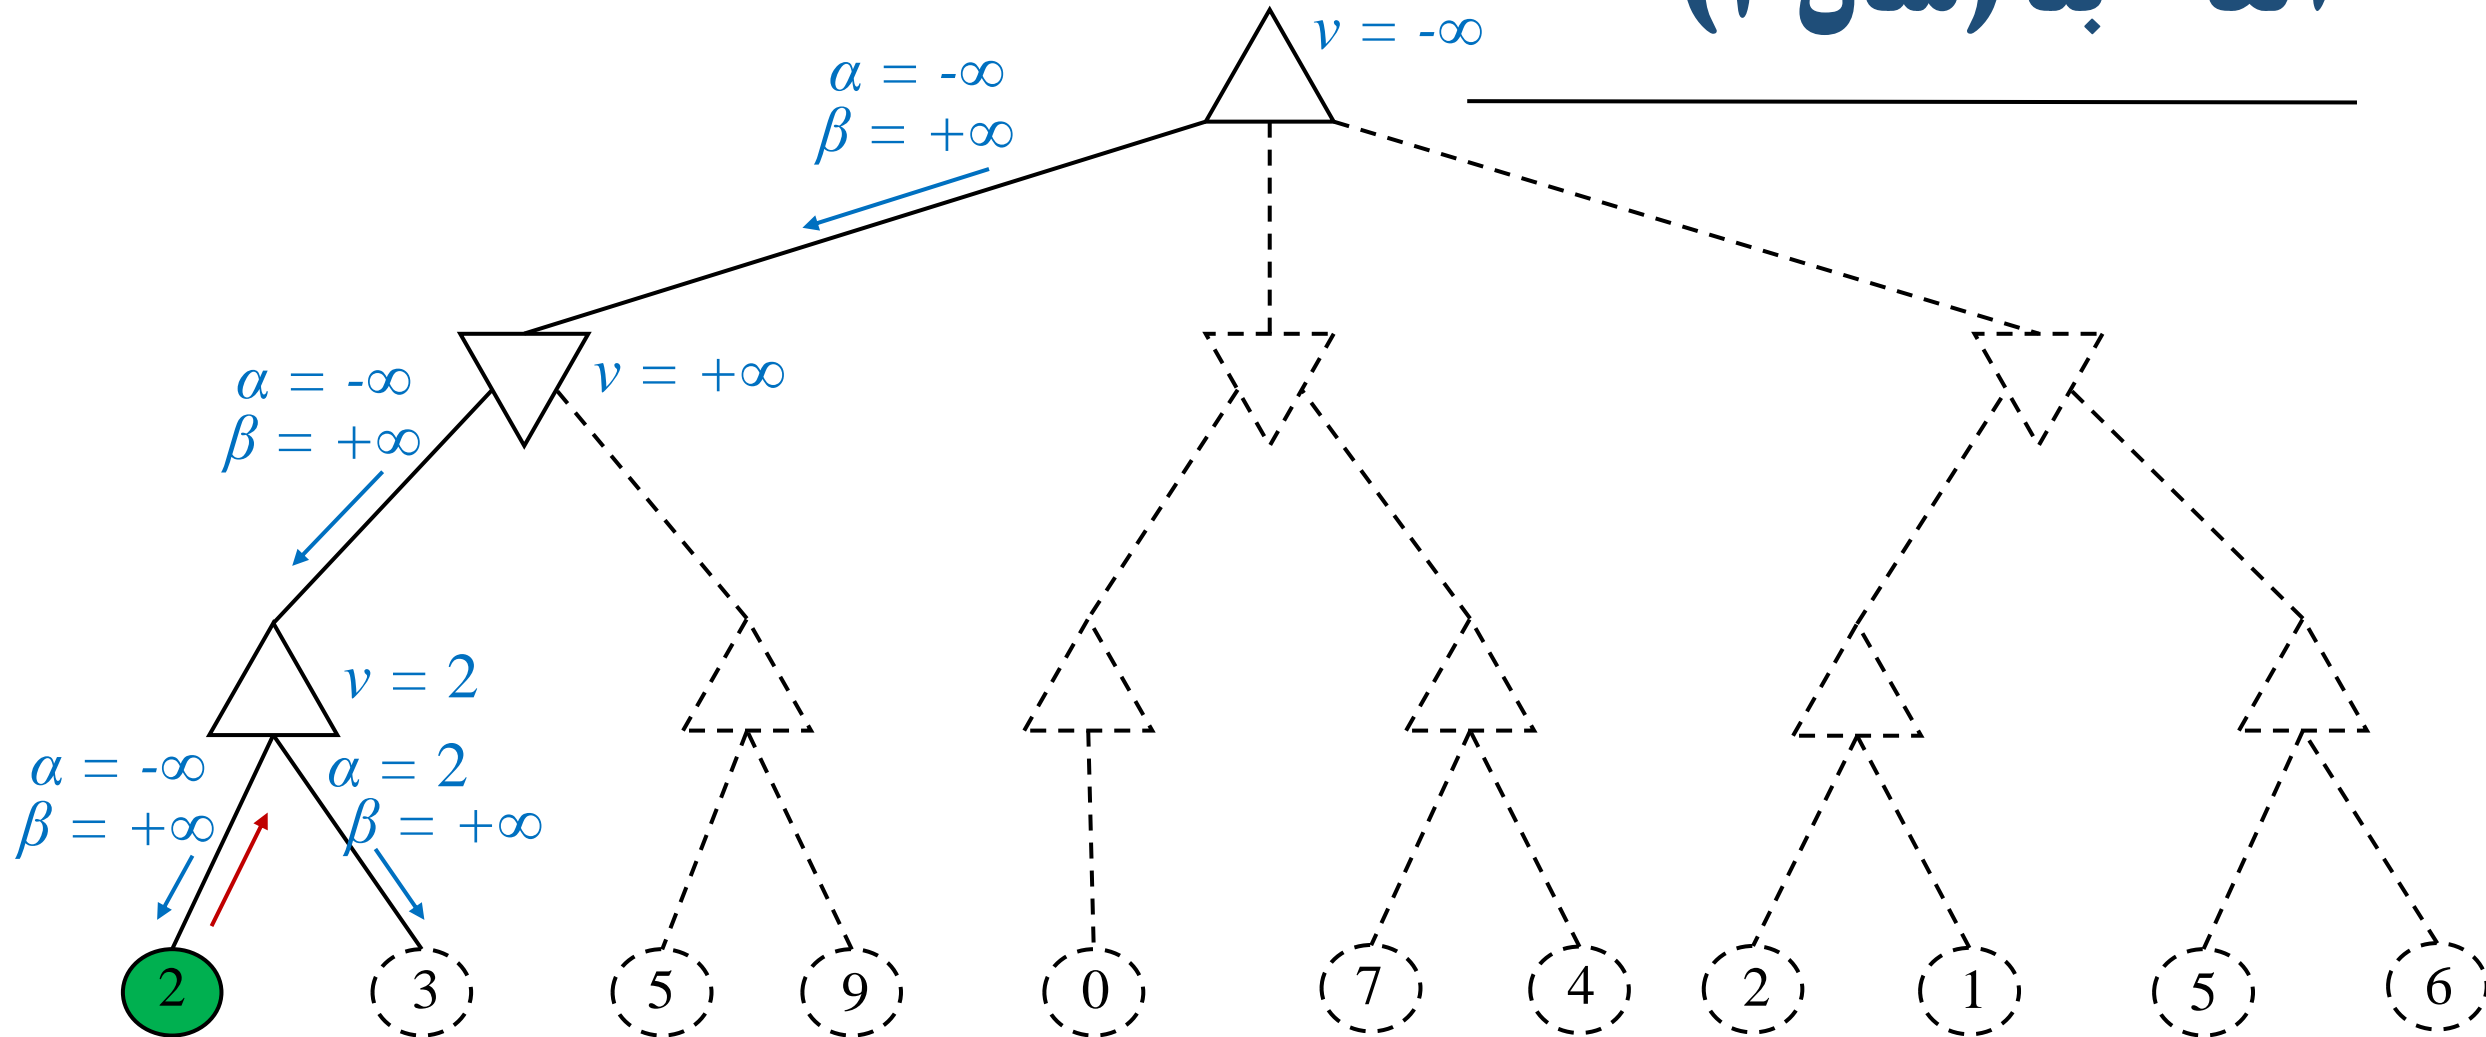 v = -∞
α = -∞
β = +∞
α = -∞
β = +∞
v = +∞
v = 2
α = -∞
β = +∞
α = 2
β = +∞
2 3 5 9 0 7 4 2 1 5 6